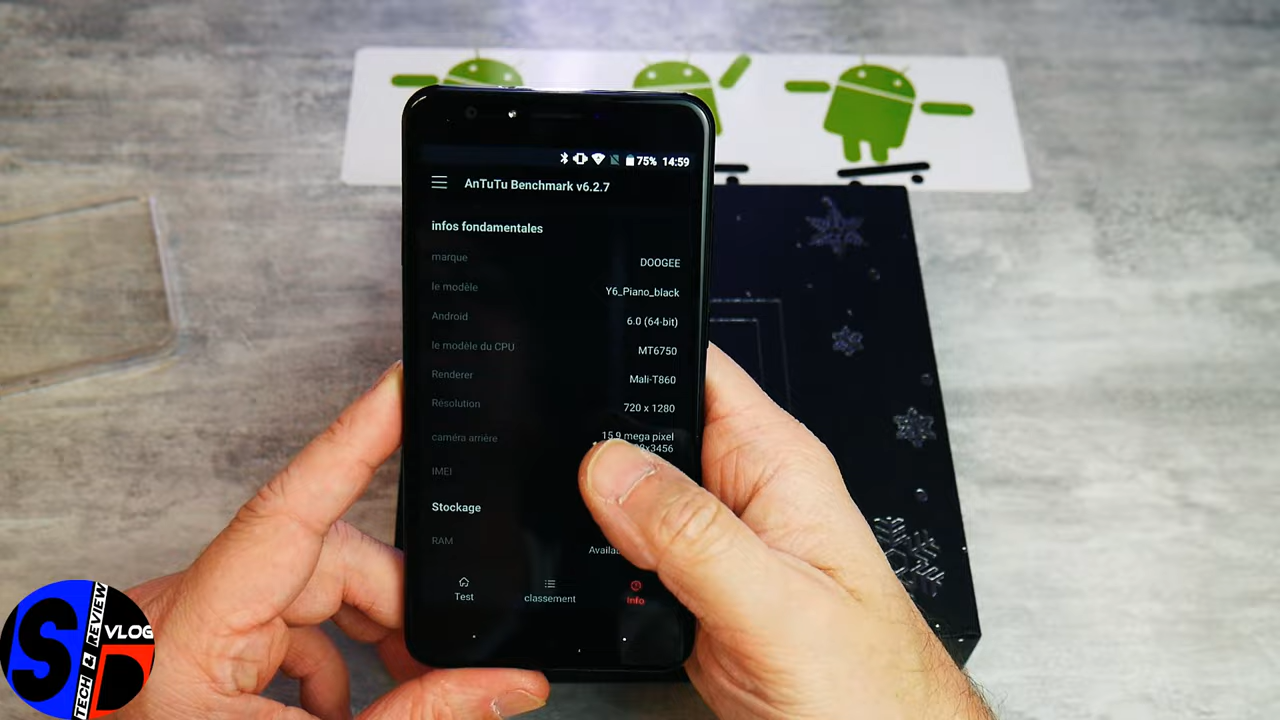 75% 14:59
AnTuTu Benchmark v6.2.7
infos fondamentales
marque DOOGEE
le modèle Y6_Piano_black
Android 6.0 (64-bit)
le modèle du CPU MT6750
Renderer Mali-T860
Résolution 720 x 1280
caméra arrière 15.9 mega pixel
x3456
IMEI
Stockage
RAM
Test classement Info
SD
TECH & REVIEW
VLOG